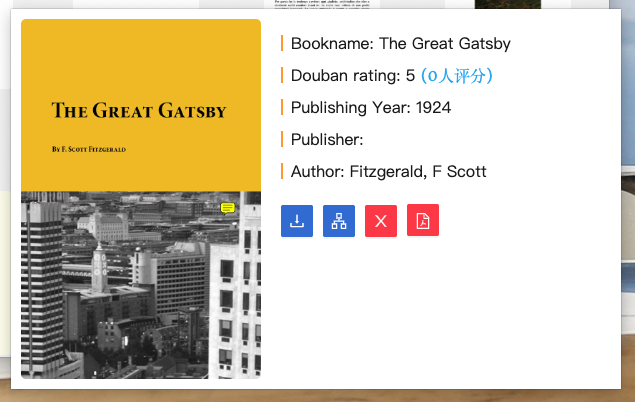 THE GREAT GATSBY
BY F. SCOTT FITZGERALD
Bookname: The Great Gatsby
Douban rating: 5 (0人评分)
Publishing Year: 1924
Publisher:
Author: Fitzgerald, F Scott